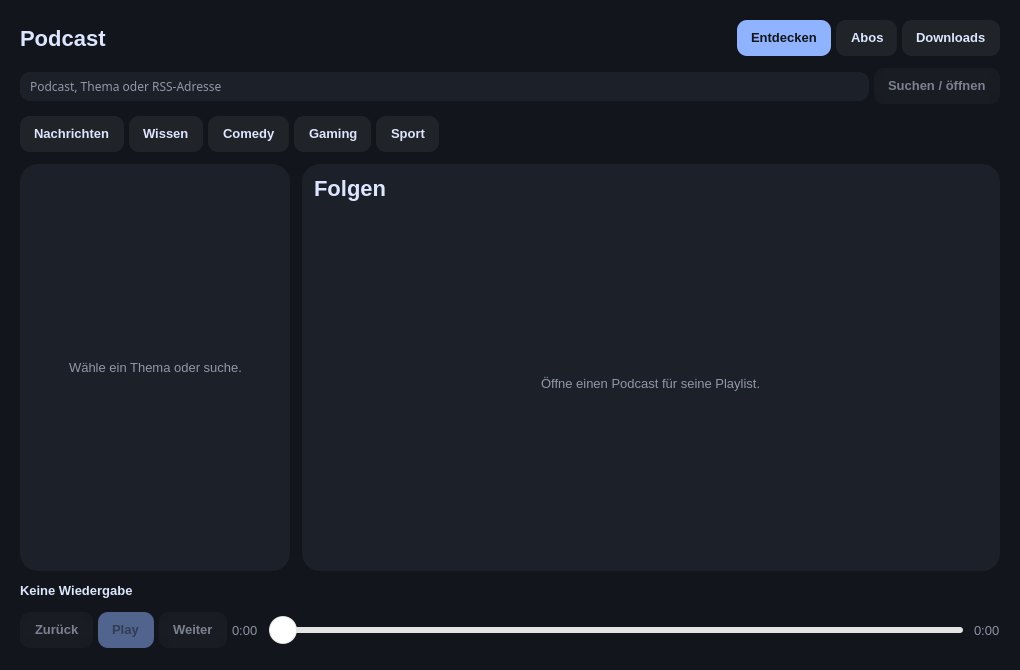 Podcast
Entdecken Abos Downloads
Podcast, Thema oder RSS-Adresse
Suchen / öffnen
Nachrichten Wissen Comedy Gaming Sport
Folgen
Wähle ein Thema oder suche.
Öffne einen Podcast für seine Playlist.
Keine Wiedergabe
Zurück Play Weiter 0:00 0:00